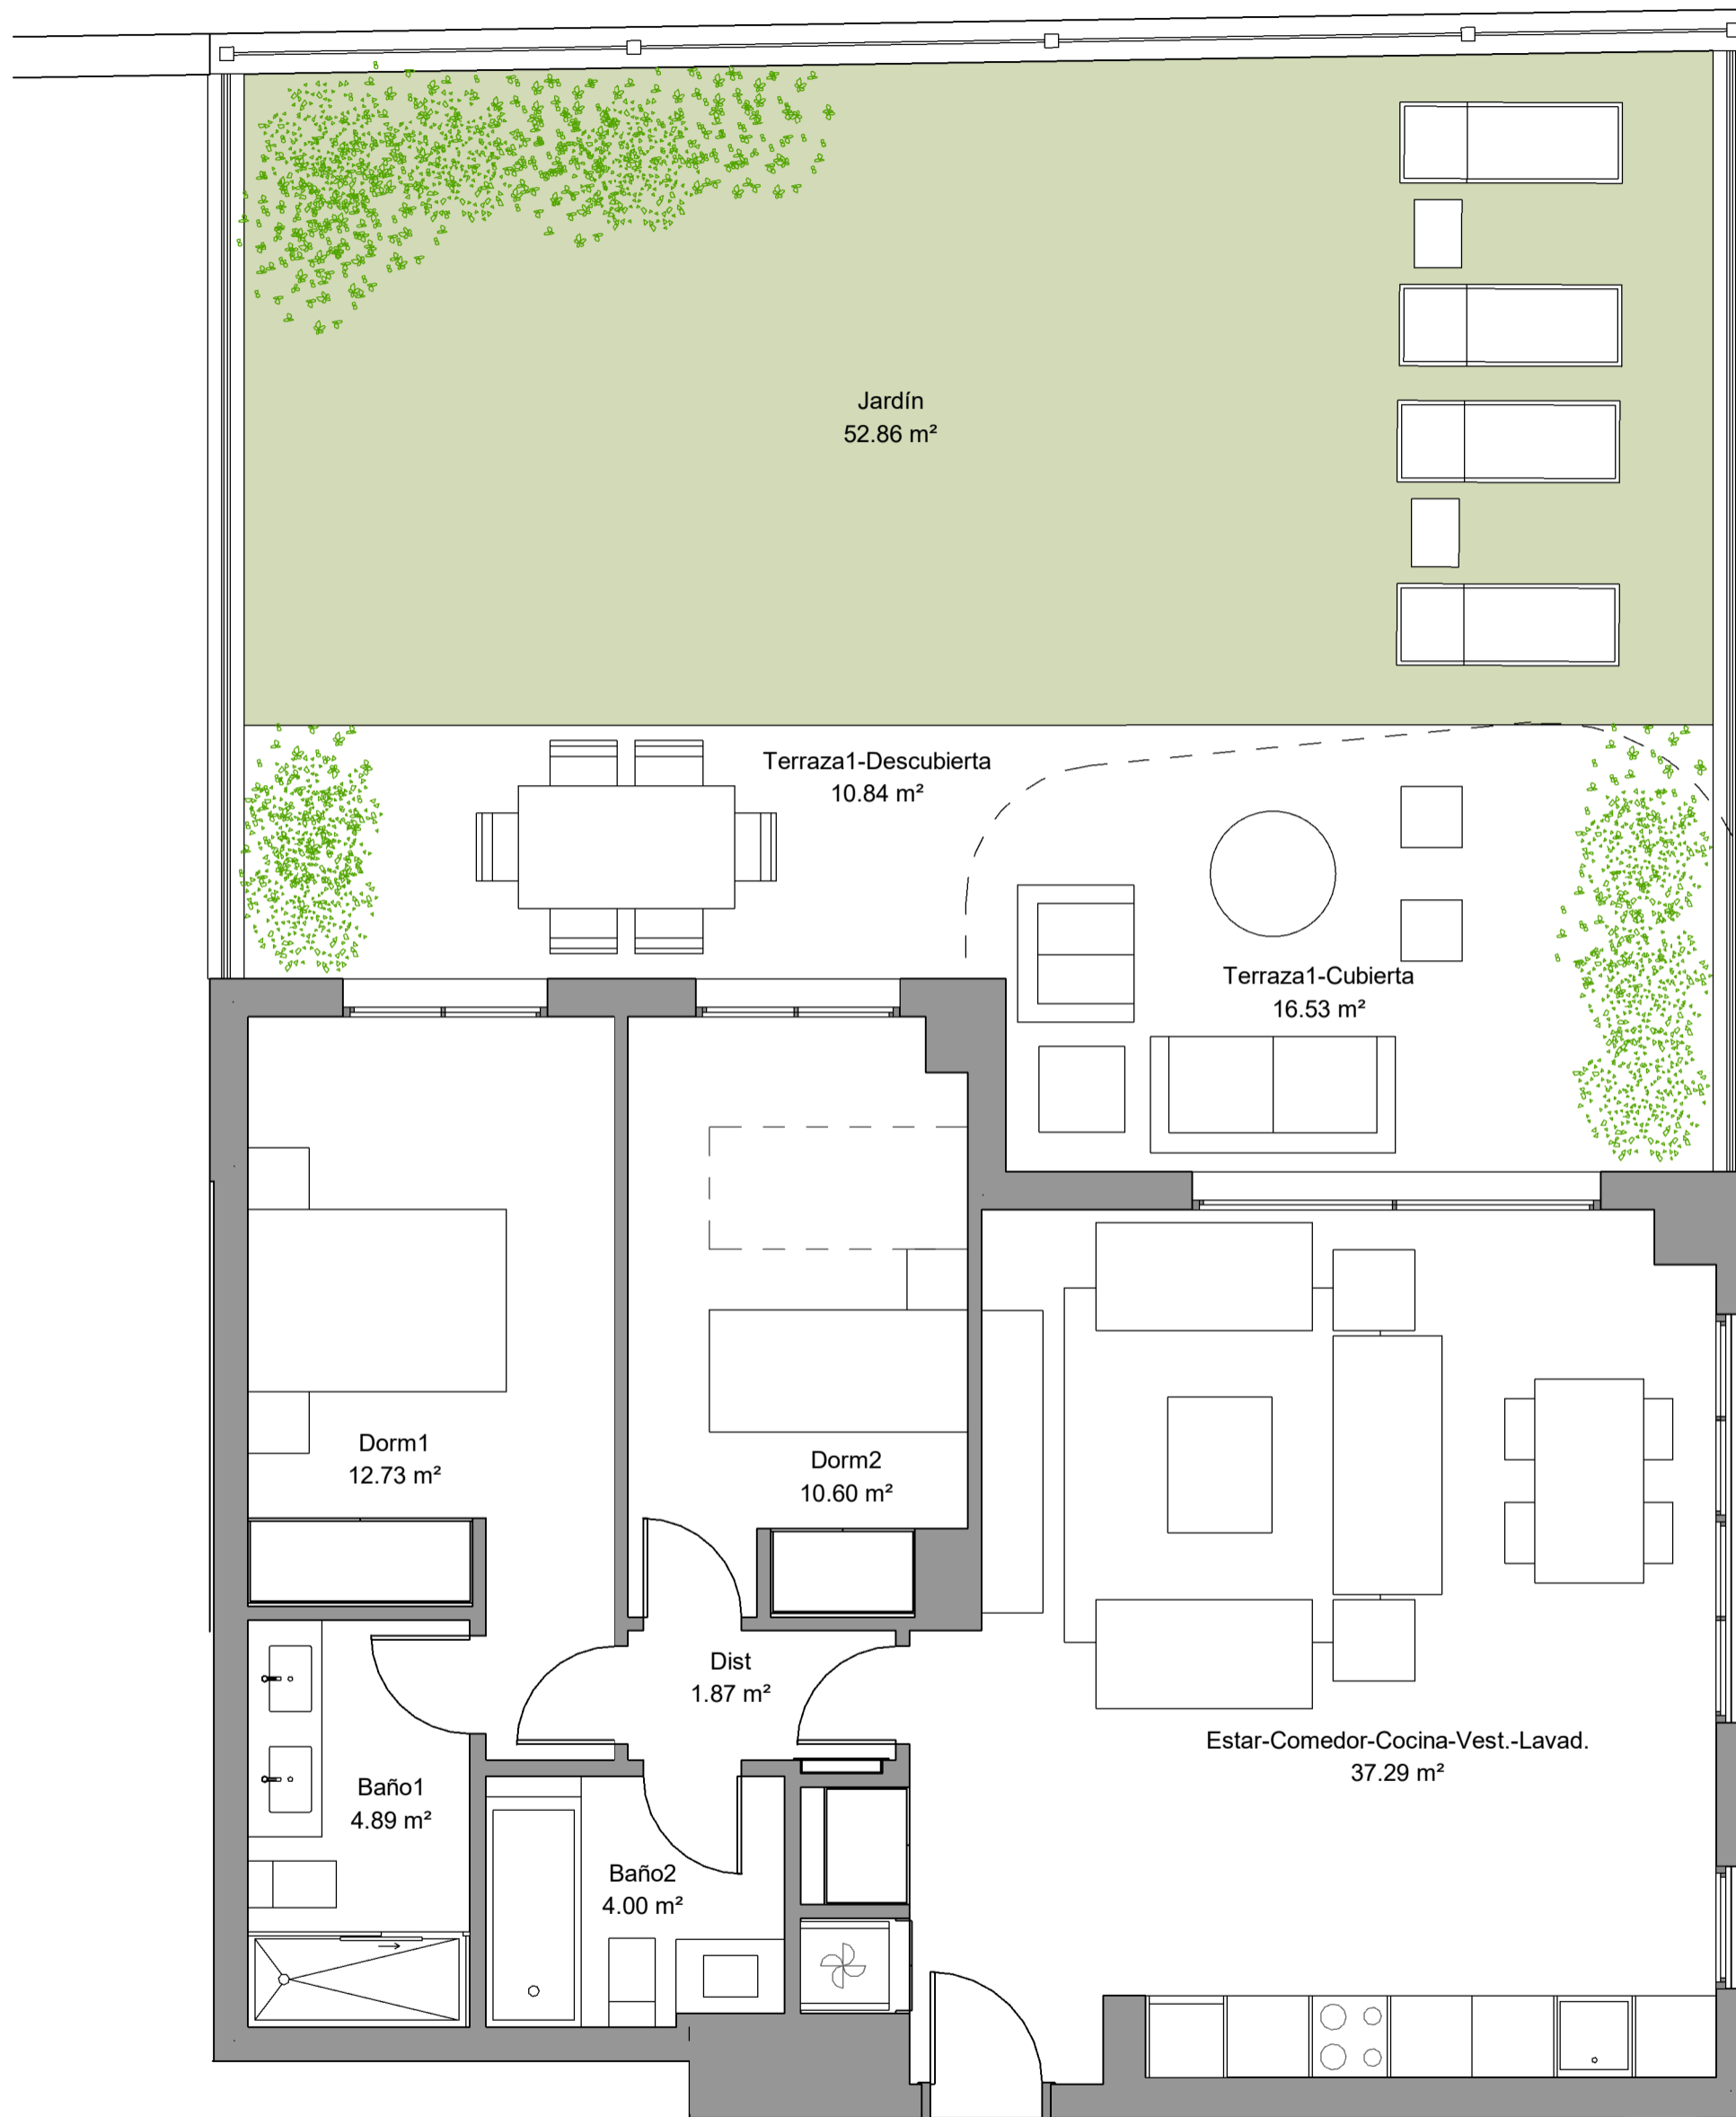 Jardín
52.86 m²
Terraza1-Descubierta
10.84 m²
Terraza1-Cubierta
16.53 m²
Dorm1
12.73 m²
Dorm2
10.60 m²
Dist
1.87 m²
Estar-Comedor-Cocina-Vest.-Lavad.
37.29 m²
Baño1
4.89 m²
Baño2
4.00 m²